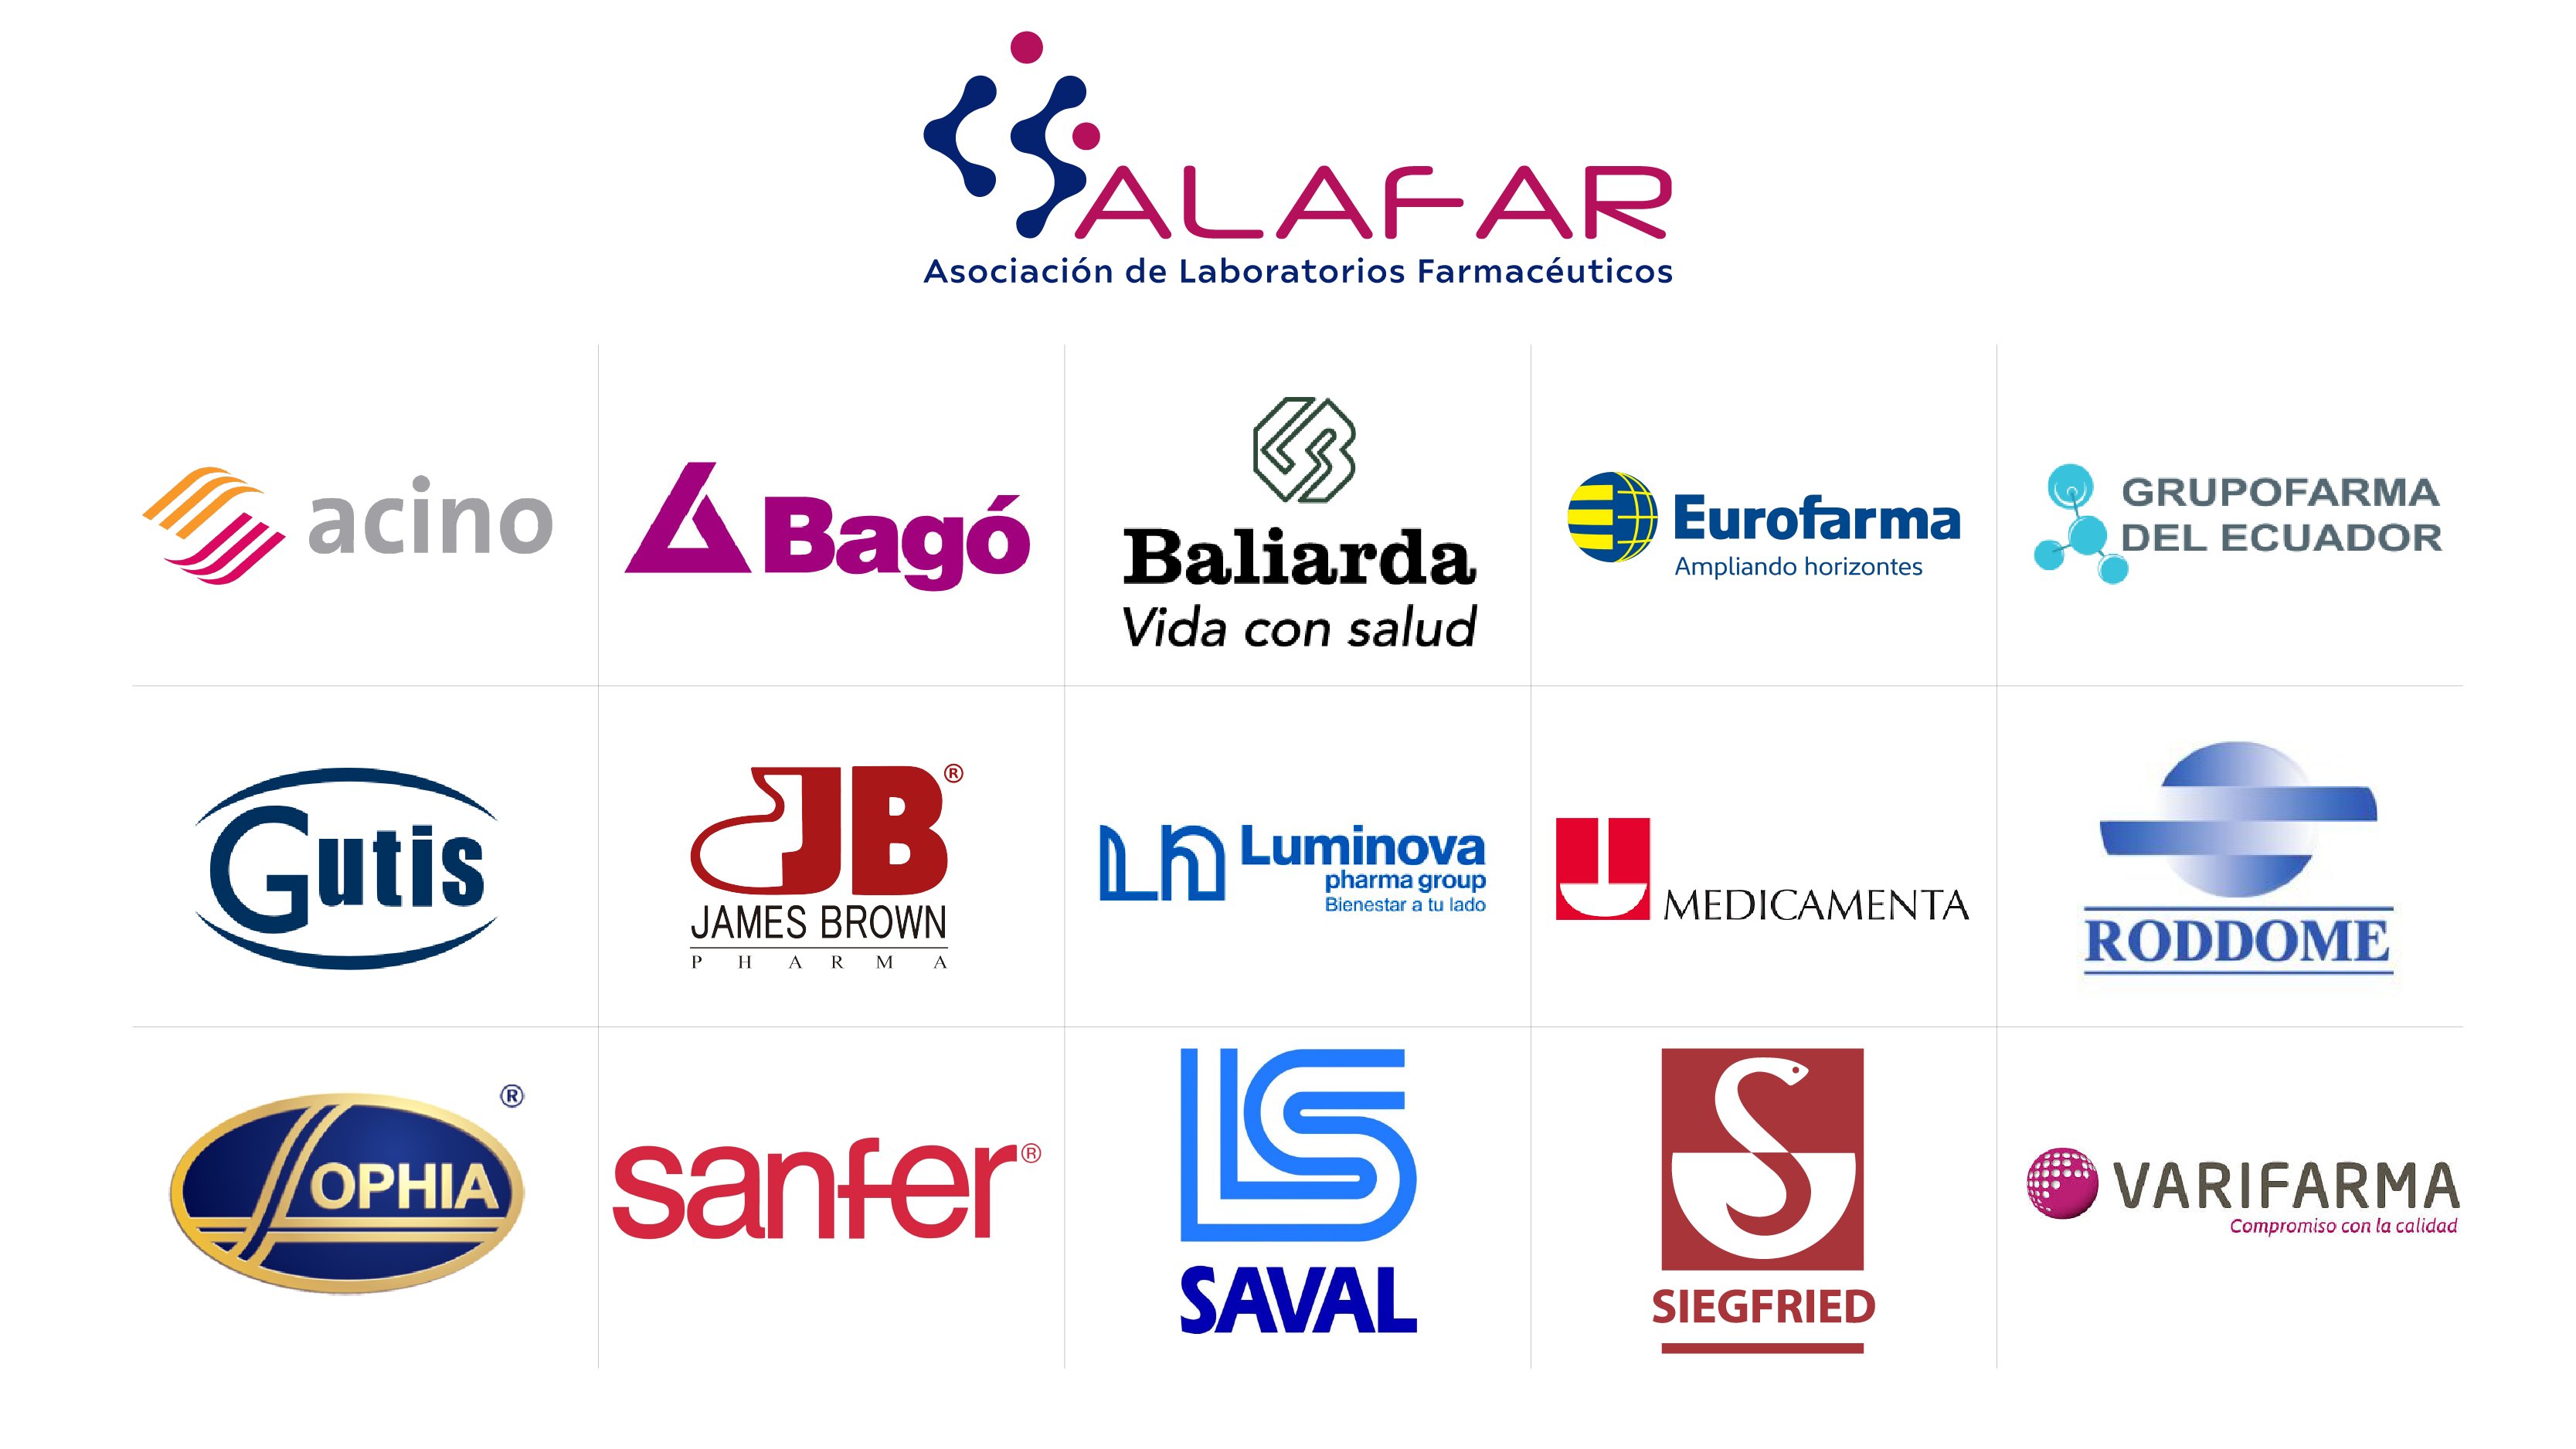 ALAFAR
Asociación de Laboratorios Farmacéuticos
acino
Bagó
Baliarda
Vida con salud
Eurofarma
Ampliando horizontes
GRUPOFARMA
DEL ECUADOR
Gutis
JB®
JAMES BROWN
PHARMA
Luminova
pharma group
Bienestar a tu lado
MEDICAMENTA
RODDOME
SOPHIA®
sanfer®
LS
SAVAL
SIEGFRIED
VARIFARMA
Compromiso con la calidad